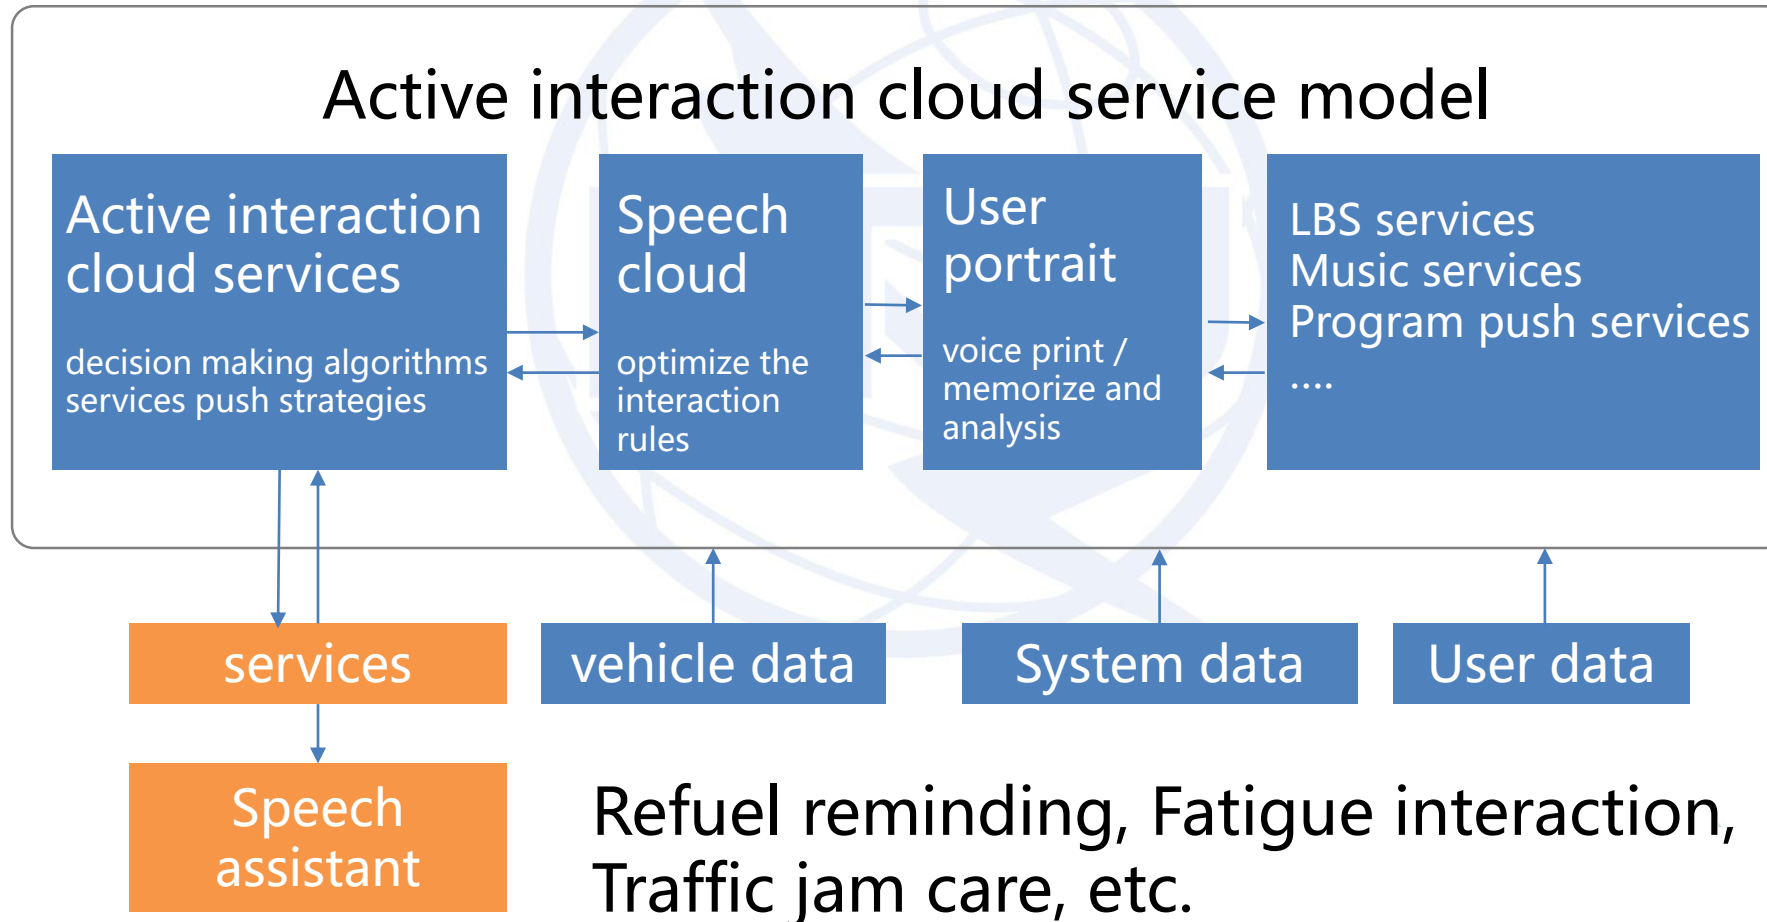 Active interaction cloud service model
Active interaction
cloud services
decision making algorithms
services push strategies
Speech
cloud
optimize the
interaction
rules
User
portrait
voice print /
memorize and
analysis
LBS services
Music services
Program push services
....
services
vehicle data
System data
User data
Speech
assistant
Refuel reminding, Fatigue interaction,
Traffic jam care, etc.